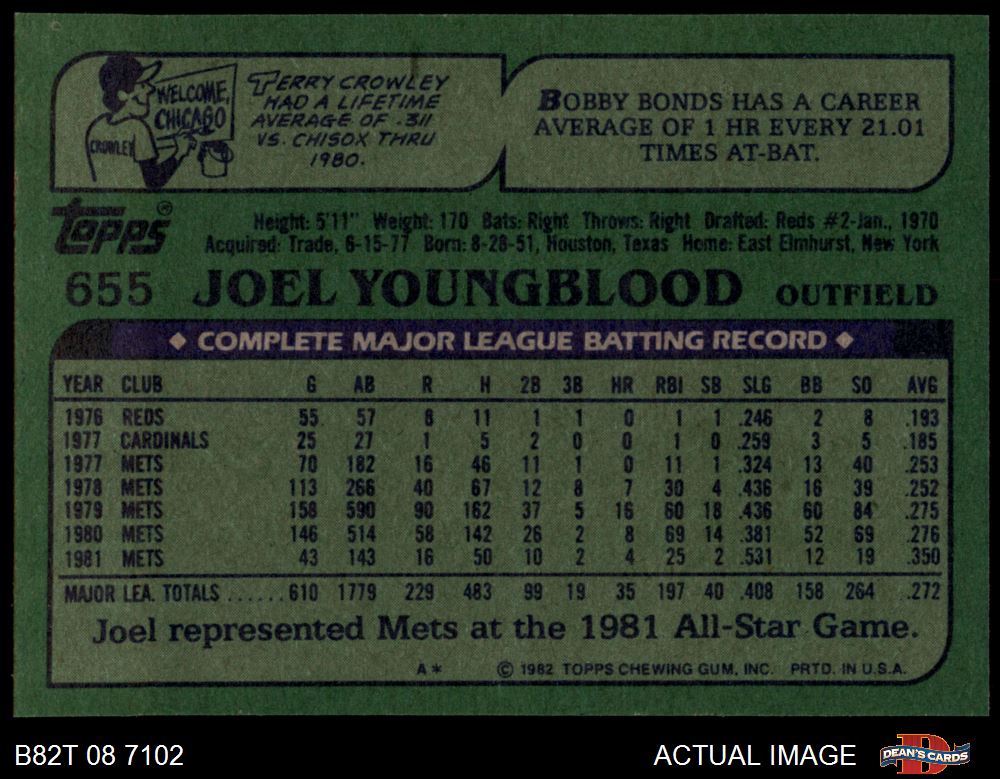 WELCOME,
CHICAGO
CROWLEY
TERRY CROWLEY
HAD A LIFETIME
AVERAGE OF .311
VS. CHISOX THRU
1980.
BOBBY BONDS HAS A CAREER
AVERAGE OF 1 HR EVERY 21.01
TIMES AT-BAT.
Topps®
Height: 5'11" Weight: 170 Bats: Right Throws: Right Drafted: Reds #2-Jan., 1970
Acquired: Trade, 6-15-77 Born: 8-28-51, Houston, Texas Home: East Elmhurst, New York
655 JOEL YOUNGBLOOD OUTFIELD
◆ COMPLETE MAJOR LEAGUE BATTING RECORD ◆
YEAR CLUB G AB R H 2B 3B HR RBI SB SLG BB SO AVG
1976 REDS 55 57 8 11 1 1 0 1 1 .246 2 8 .193
1977 CARDINALS 25 27 1 5 2 0 0 1 0 .259 3 5 .185
1977 METS 70 182 16 46 11 1 0 11 1 .324 13 40 .253
1978 METS 113 266 40 67 12 8 7 30 4 .436 16 39 .252
1979 METS 158 590 90 162 37 5 16 60 18 .436 60 84 .275
1980 METS 146 514 58 142 26 2 8 69 14 .381 52 69 .276
1981 METS 43 143 16 50 10 2 4 25 2 .531 12 19 .350
MAJOR LEA. TOTALS ......610 1779 229 483 99 19 35 197 40 .408 158 264 .272
Joel represented Mets at the 1981 All-Star Game.
A* © 1982 TOPPS CHEWING GUM, INC. PRTD. IN U.S.A.
B82T 08 7102 ACTUAL IMAGE DEAN'S CARDS